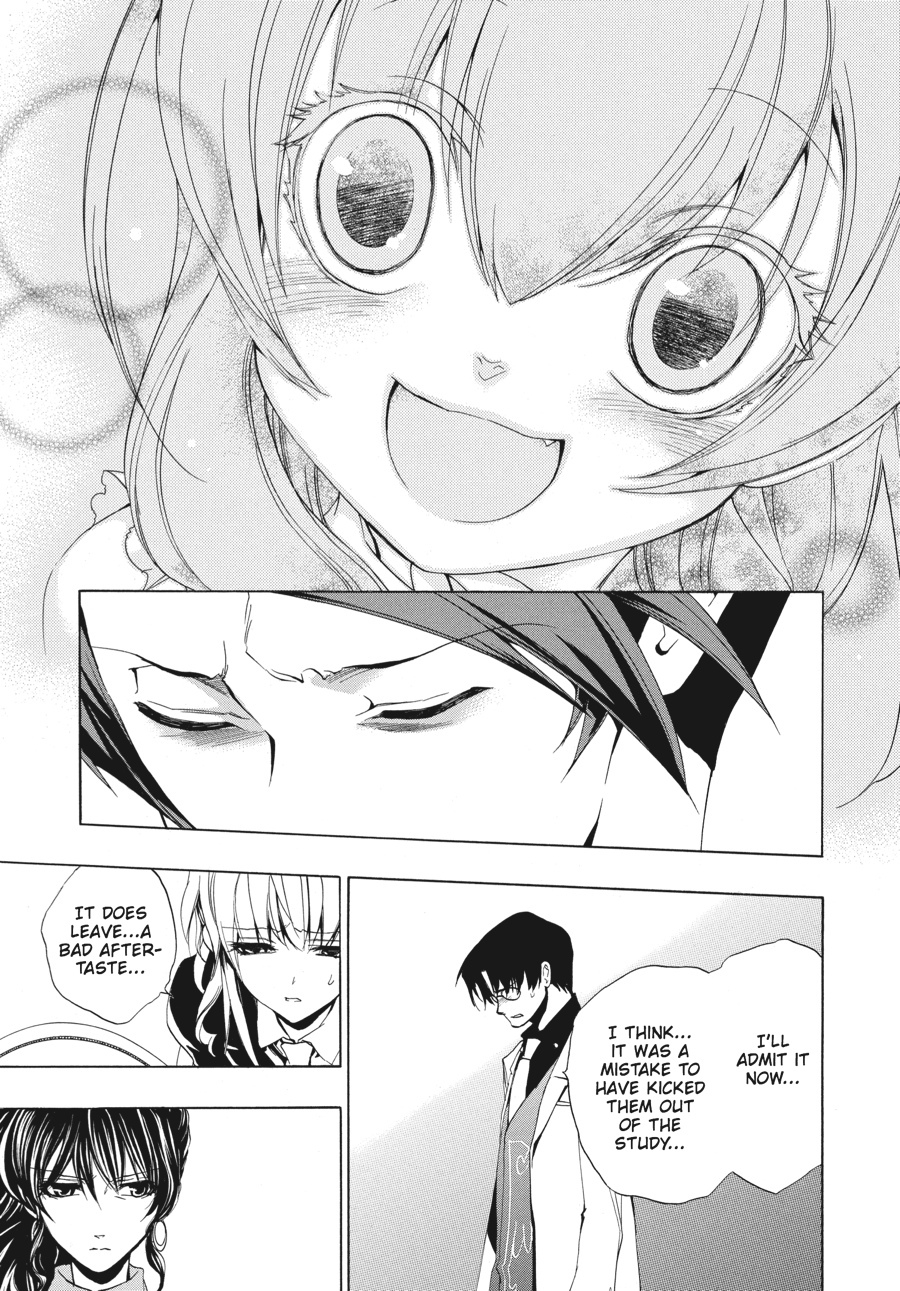 I'LL
ADMIT IT
NOW...
I THINK...
IT WAS A
MISTAKE TO
HAVE KICKED
THEM OUT
OF THE
STUDY...
IT DOES
LEAVE...A
BAD AFTER-
TASTE...